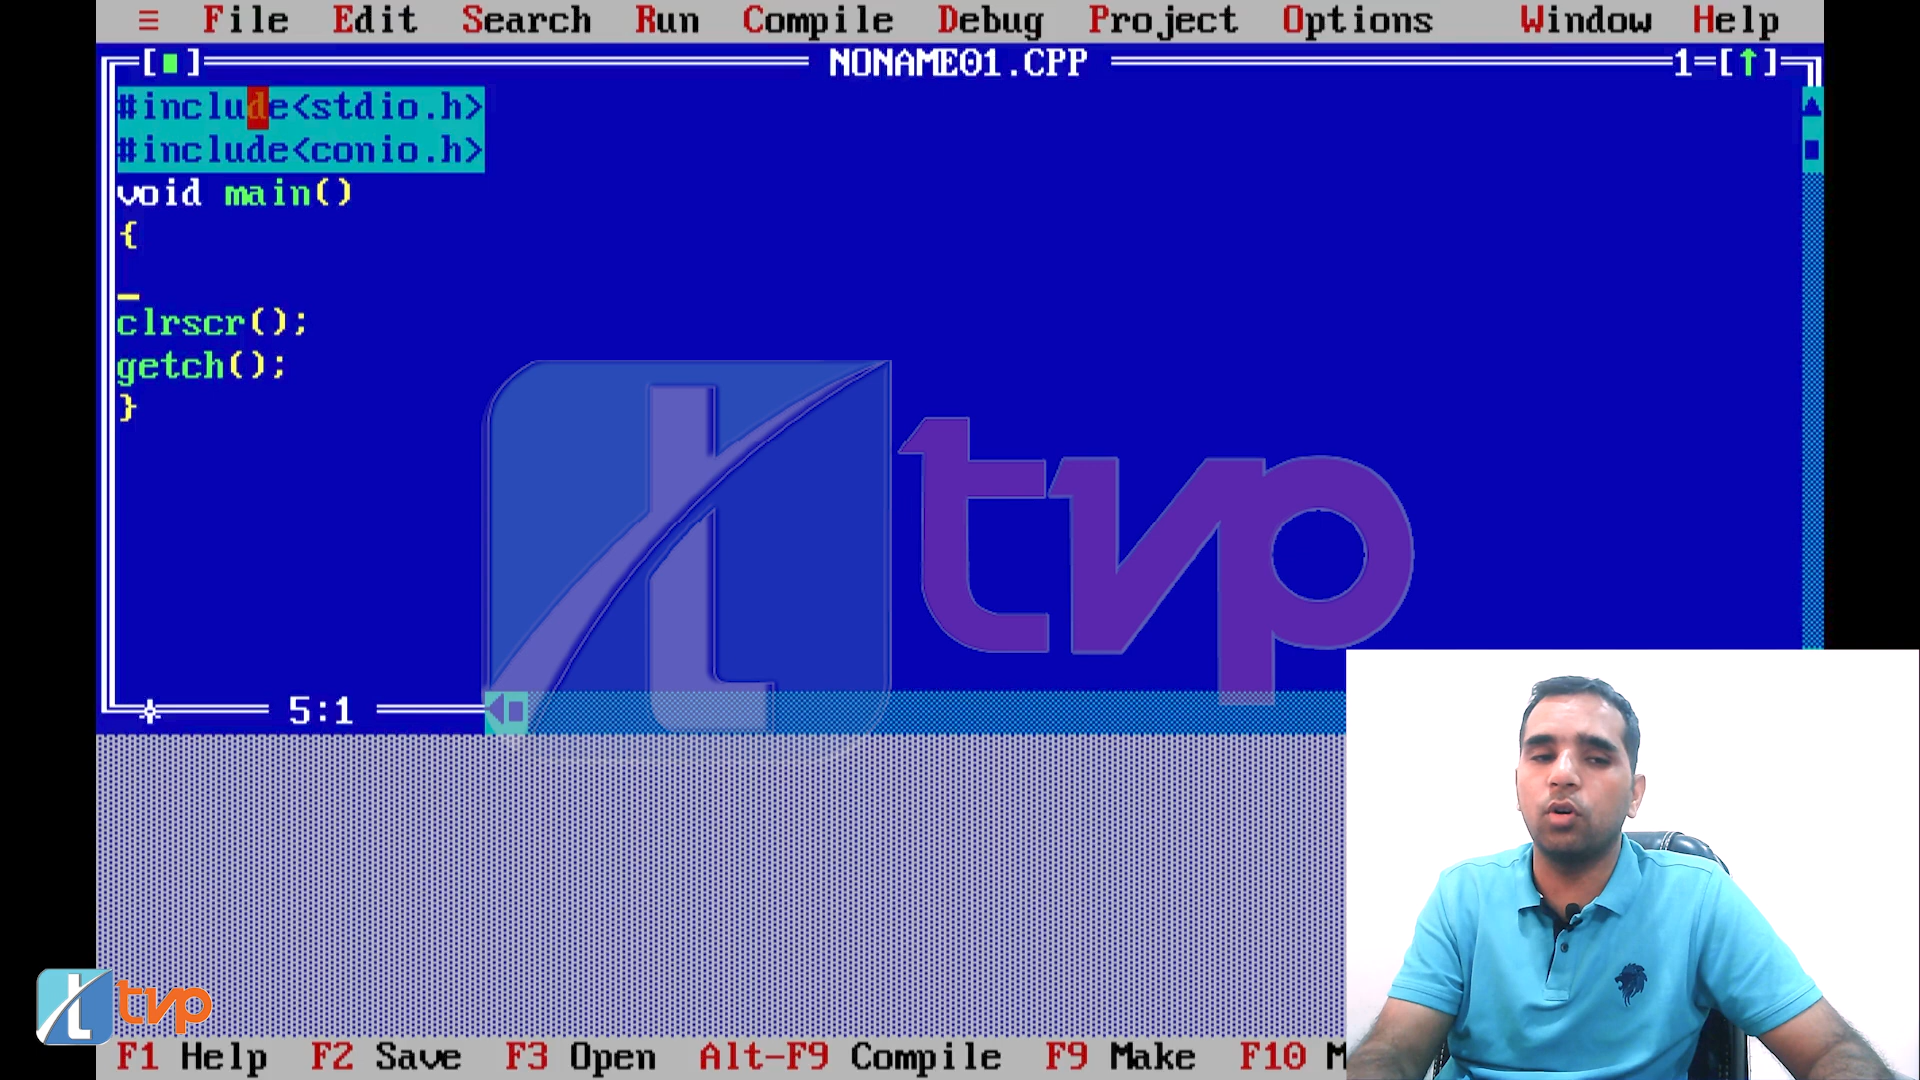 ≡ File Edit Search Run Compile Debug Project Options Window Help
[■] NONAME01.CPP 1=[↑]
#include<stdio.h>
#include<conio.h>
void main()
{
_
clrscr();
getch();
}
tvp
5:1
tvp
F1 Help F2 Save F3 Open Alt-F9 Compile F9 Make F10 M